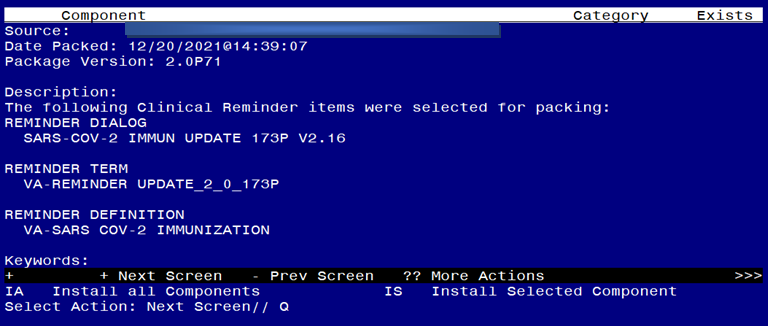 Component Category Exists
Source:
Date Packed: 12/20/2021@14:39:07
Package Version: 2.0P71
Description:
The following Clinical Reminder items were selected for packing:
REMINDER DIALOG
SARS-COV-2 IMMUN UPDATE 173P V2.16
REMINDER TERM
VA-REMINDER UPDATE_2_0_173P
REMINDER DEFINITION
VA-SARS COV-2 IMMUNIZATION
Keywords:
+ + Next Screen - Prev Screen ?? More Actions >>>
IA Install all Components IS Install Selected Component
Select Action: Next Screen// Q